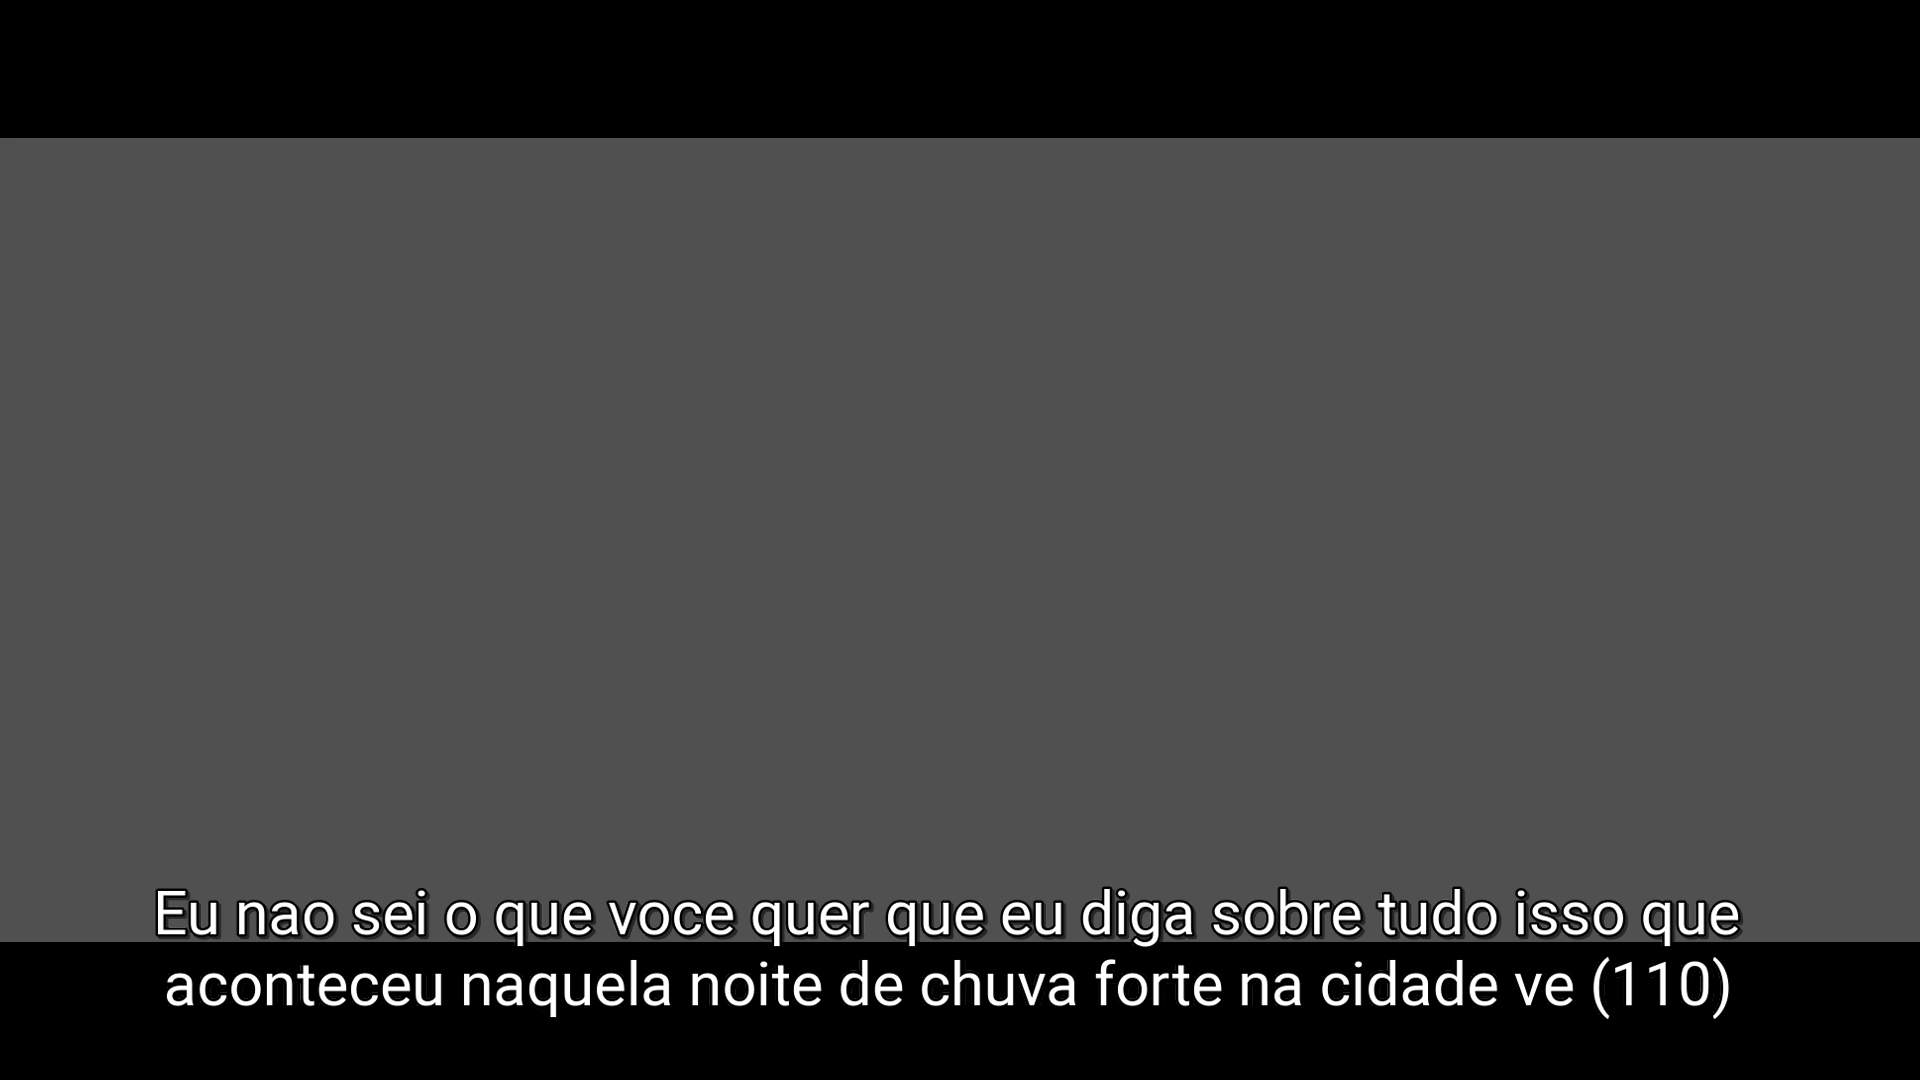 Eu nao sei o que voce quer que eu diga sobre tudo isso que
aconteceu naquela noite de chuva forte na cidade ve (110)